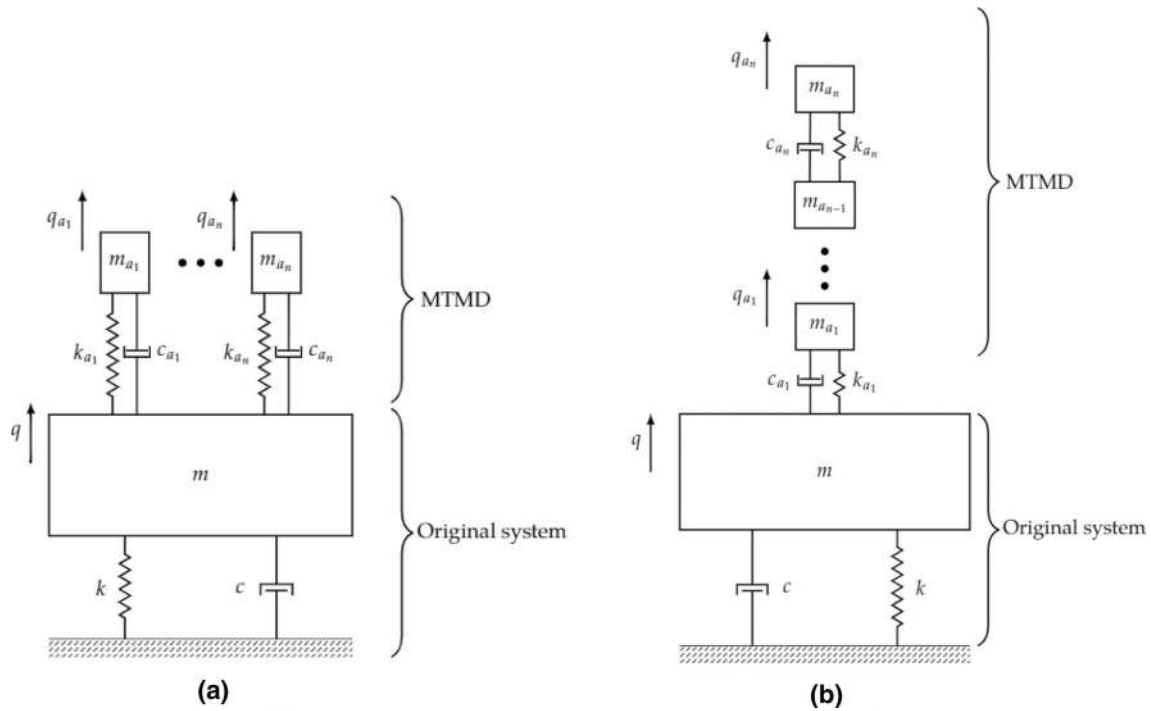 q_{a_1} q_{a_n}
m_{a_1} m_{a_n}
MTMD
k_{a_1} c_{a_1} k_{a_n} c_{a_n}
q
m
Original system
k c
(a)
q_{a_n}
m_{a_n}
c_{a_n} k_{a_n}
MTMD
m_{a_{n-1}}
q_{a_1}
m_{a_1}
c_{a_1} k_{a_1}
q
m
Original system
c k
(b)